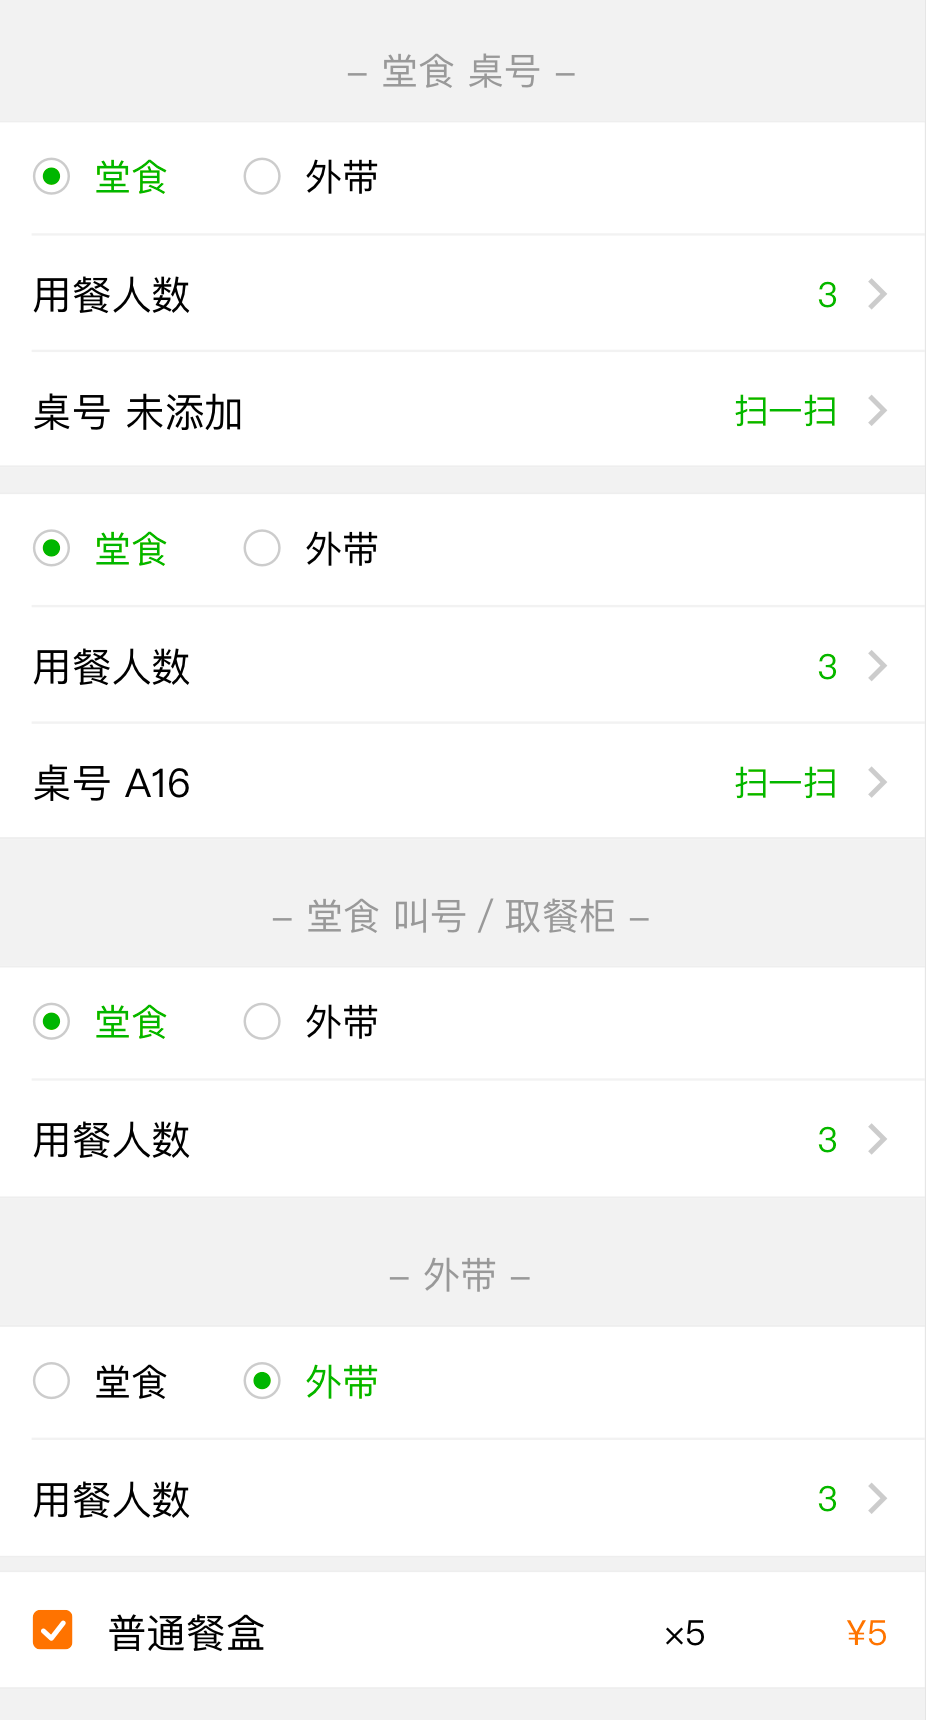 – 堂食 桌号 –
堂食 外带
用餐人数 3
桌号 未添加 扫一扫
堂食 外带
用餐人数 3
桌号 A16 扫一扫
– 堂食 叫号 / 取餐柜 –
堂食 外带
用餐人数 3
– 外带 –
堂食 外带
用餐人数 3
普通餐盒 ×5 ¥5